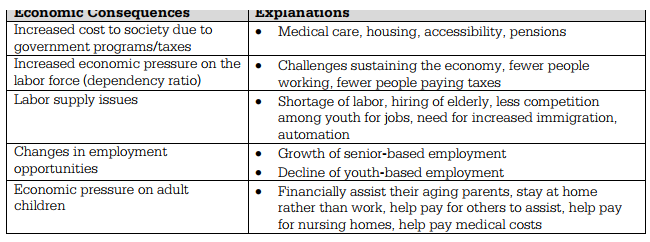 Economic Consequences Explanations
Increased cost to society due to
government programs/taxes
• Medical care, housing, accessibility, pensions
Increased economic pressure on the
labor force (dependency ratio)
• Challenges sustaining the economy, fewer people
working, fewer people paying taxes
Labor supply issues
• Shortage of labor, hiring of elderly, less competition
among youth for jobs, need for increased immigration,
automation
Changes in employment
opportunities
• Growth of senior-based employment
• Decline of youth-based employment
Economic pressure on adult
children
• Financially assist their aging parents, stay at home
rather than work, help pay for others to assist, help pay
for nursing homes, help pay medical costs